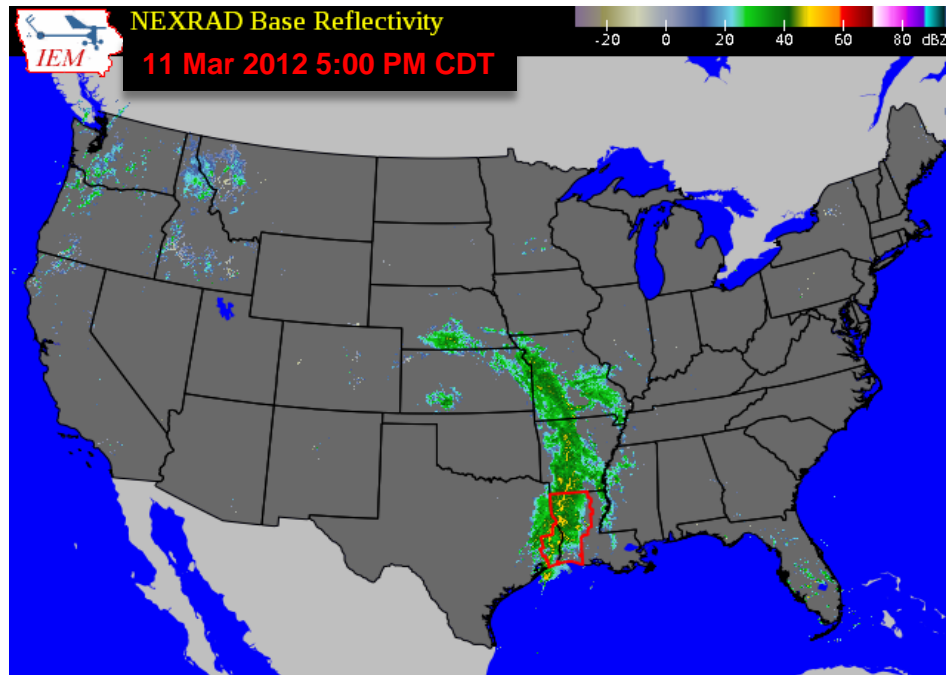 NEXRAD Base Reflectivity
IEM
11 Mar 2012 5:00 PM CDT
-20 0 20 40 60 80 dBZ